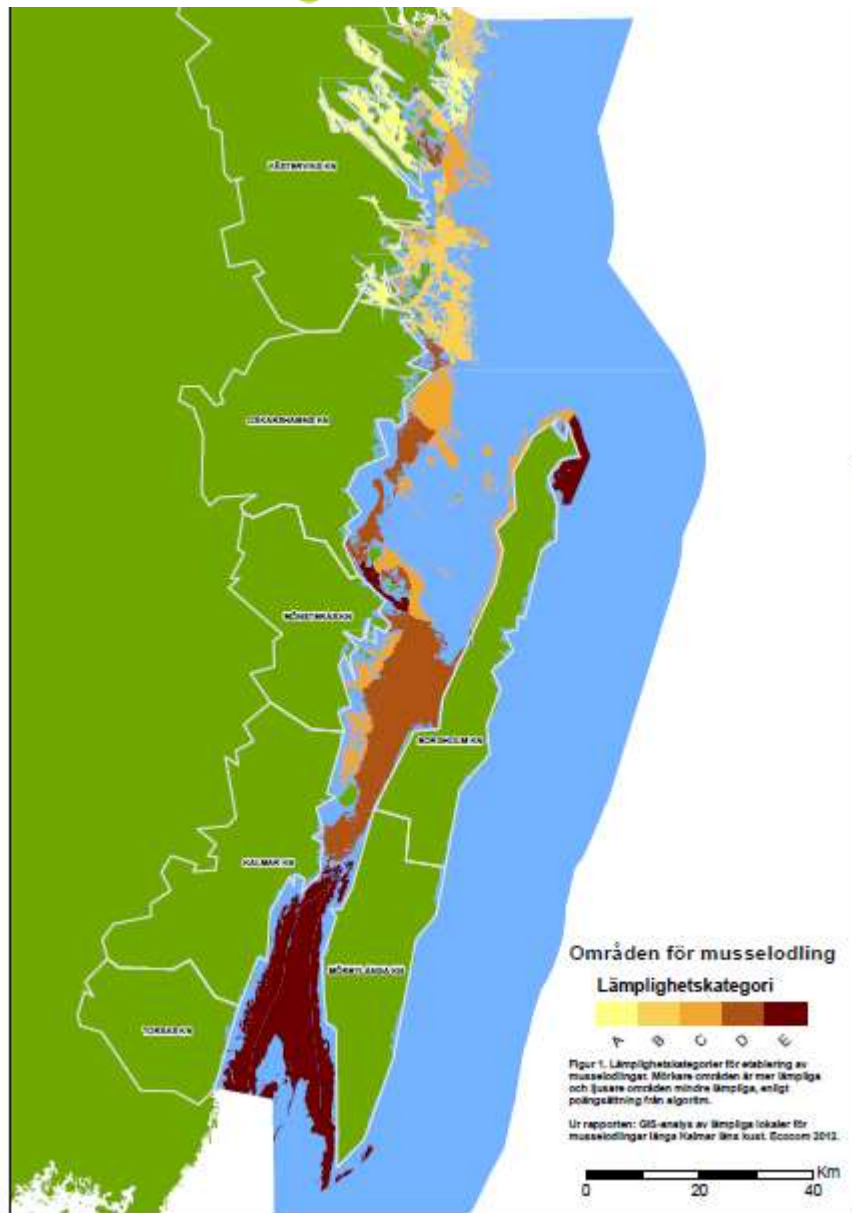 VÄSTERVIKS KN
OSKARSHAMNS KN
MÖNSTERÅS KN
BORGHOLM KN
KALMAR KN
MÖRBYLÅNGA KN
TORSÅS KN
Områden för musselodling
Lämplighetskategori
A B C D E
Figur 1. Lämplighetskategorier för etablering av
musselodlingar. Mörkare områden är mer lämpliga
och ljusare områden mindre lämpliga, enligt
poängsättning från algoritm.
Ur rapporten: GIS-analys av lämpliga lokaler för
musselodlingar längs Kalmar läns kust. Ecocom 2012.
Km
0 20 40